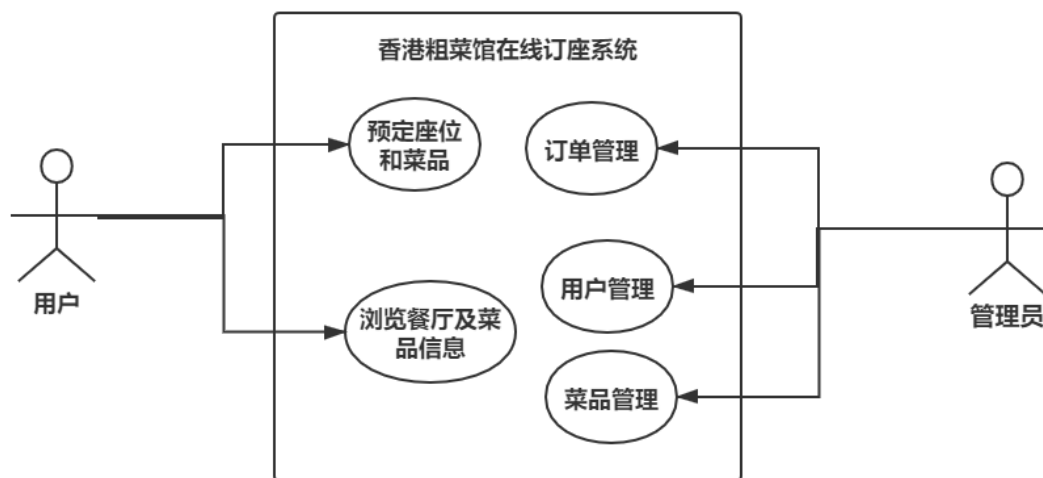 香港粗菜馆在线订座系统
预定座位
和菜品
订单管理
用户
用户管理
浏览餐厅及菜
品信息
管理员
菜品管理